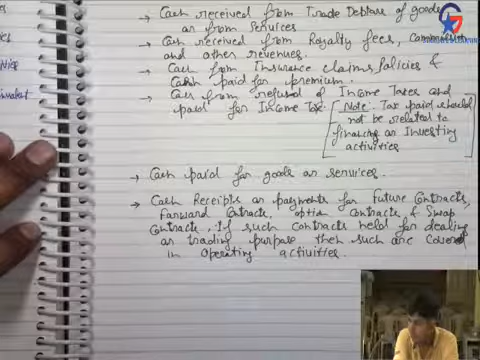 → Cash received from Trade Debtors of goods
or from services
→ Cash received from Royalty fees, Commission
and other revenues.
→ Cash from Insurance claims, policies &
Cash paid for premium.
→ Cash from refund of Income Taxes and
paid for Income Tax.
[Note: Tax paid should
not be related to
financing or Investing
activities]
→ Cash paid for goods or services.
→ Cash Receipts or payments for Future Contracts,
Forward Contracts, option Contracts & Swap
Contracts. If such contracts held for dealing
or trading purpose then such are covered
in operating activities.